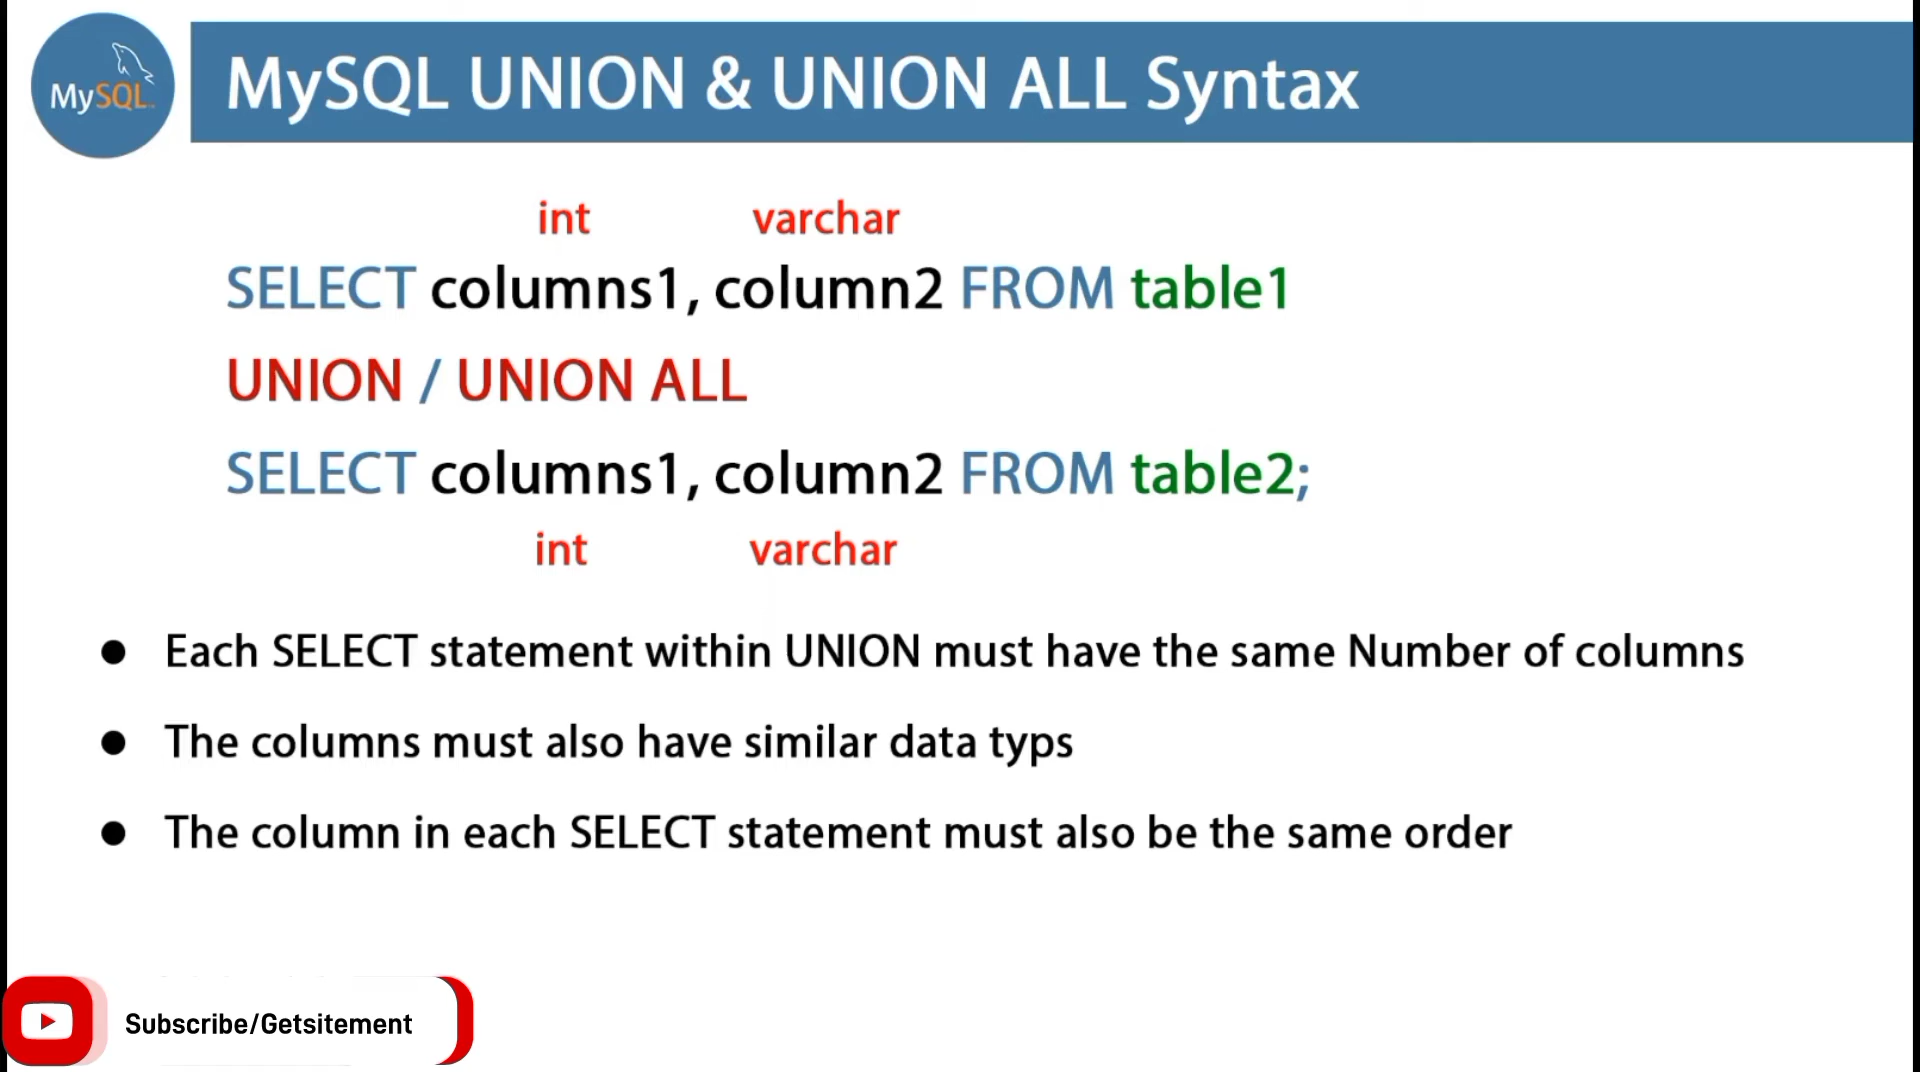 MySQL™
MySQL UNION & UNION ALL Syntax
int varchar
SELECT columns1, column2 FROM table1
UNION / UNION ALL
SELECT columns1, column2 FROM table2;
int varchar
● Each SELECT statement within UNION must have the same Number of columns
● The columns must also have similar data typs
● The column in each SELECT statement must also be the same order
Subscribe/Getsitement